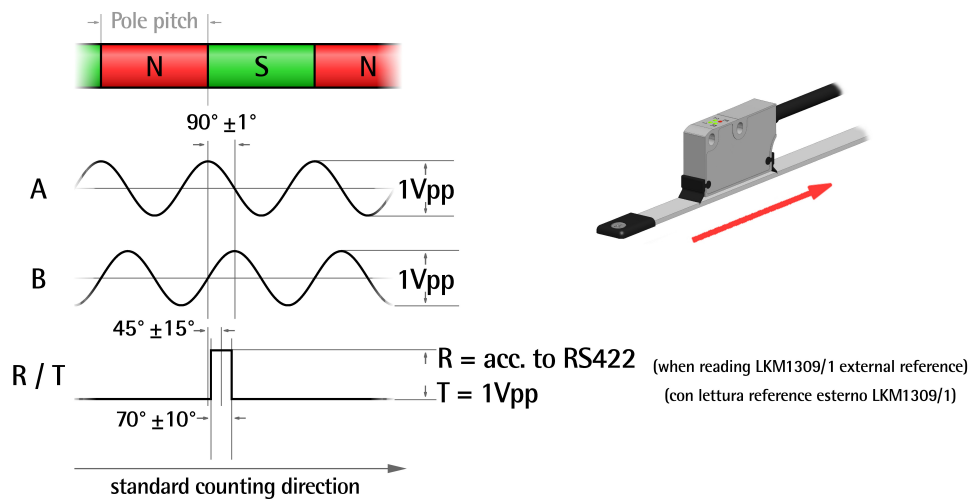 Pole pitch
N
S
N
90° ±1°
A
1Vpp
B
1Vpp
45° ±15°
R / T
R = acc. to RS422
(when reading LKM1309/1 external reference)
T = 1Vpp
(con lettura reference esterno LKM1309/1)
70° ±10°
standard counting direction